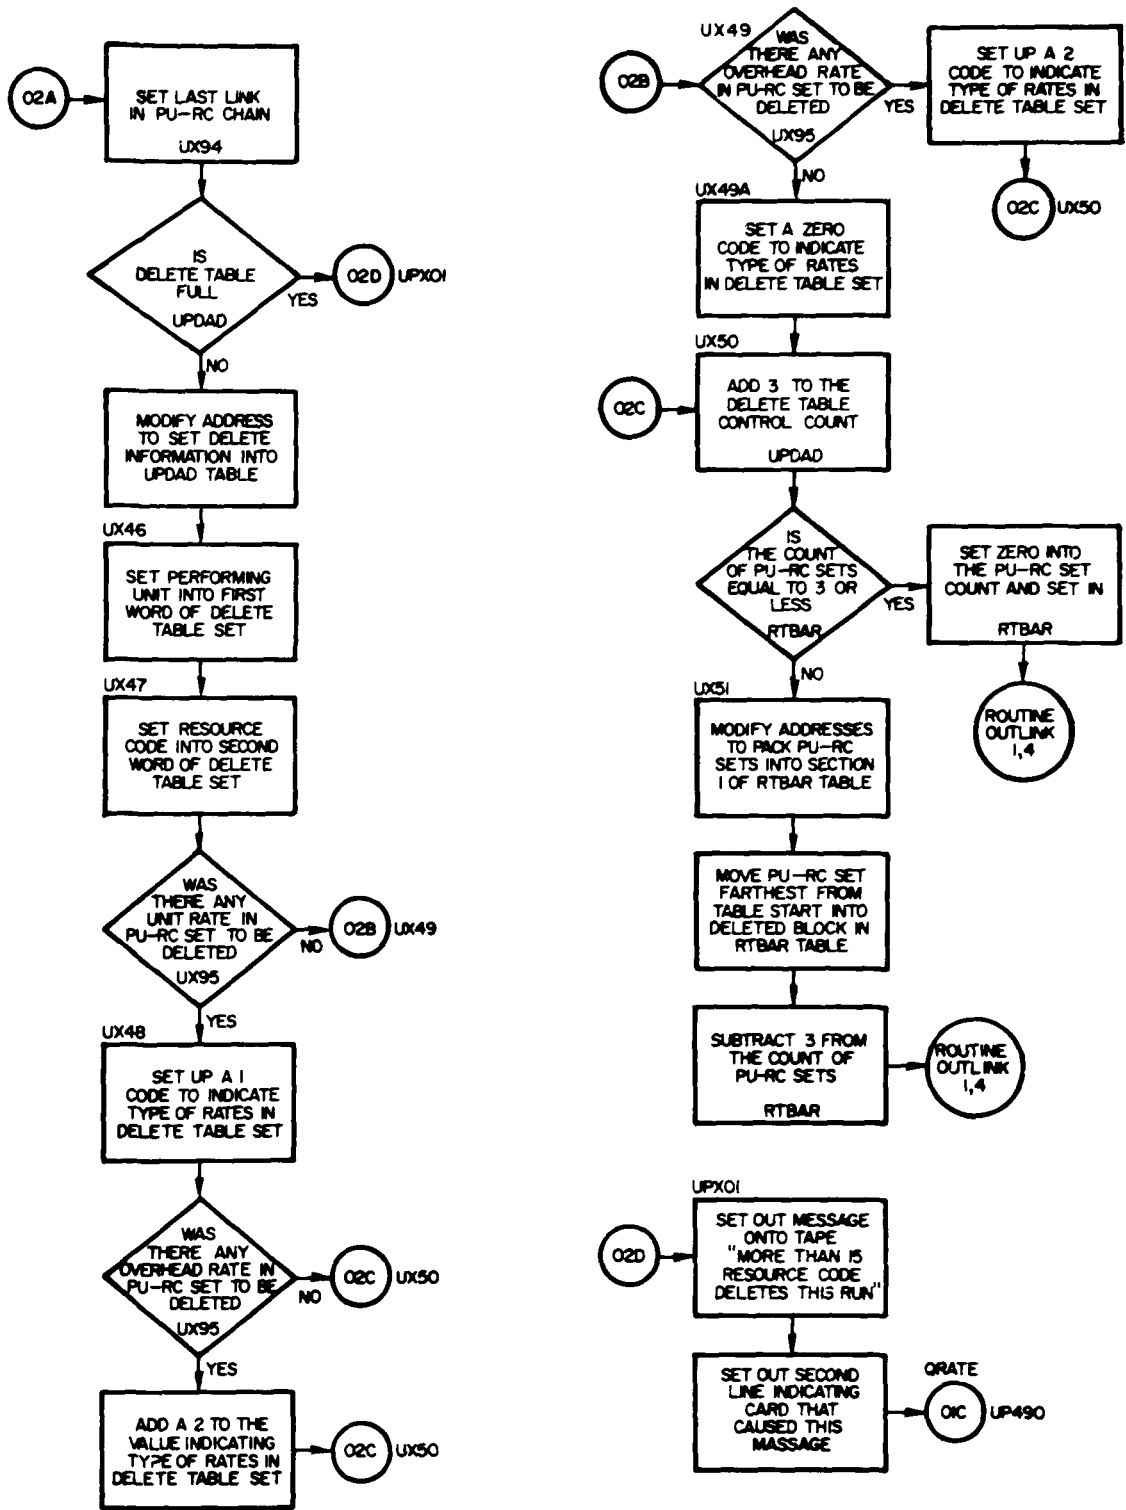 02A
SET LAST LINK
IN PU-RC CHAIN
UX94
IS
DELETE TABLE
FULL
UPDAD
YES
02D
UPX01
NO
MODIFY ADDRESS
TO SET DELETE
INFORMATION INTO
UPDAD TABLE
UX46
SET PERFORMING
UNIT INTO FIRST
WORD OF DELETE
TABLE SET
UX47
SET RESOURCE
CODE INTO SECOND
WORD OF DELETE
TABLE SET
WAS
THERE ANY
UNIT RATE IN
PU-RC SET TO BE
DELETED
UX95
NO
02B
UX49
YES
UX48
SET UP A 1
CODE TO INDICATE
TYPE OF RATES IN
DELETE TABLE SET
WAS
THERE ANY
OVERHEAD RATE IN
PU-RC SET TO BE
DELETED
UX95
NO
02C
UX50
YES
ADD A 2 TO THE
VALUE INDICATING
TYPE OF RATES IN
DELETE TABLE SET
02C
UX50
UX49
02B
WAS
THERE ANY
OVERHEAD RATE
IN PU-RC SET TO BE
DELETED
UX95
YES
SET UP A 2
CODE TO INDICATE
TYPE OF RATES IN
DELETE TABLE SET
02C
UX50
NO
UX49A
SET A ZERO
CODE TO INDICATE
TYPE OF RATES
IN DELETE TABLE SET
UX50
02C
ADD 3 TO THE
DELETE TABLE
CONTROL COUNT
UPDAD
IS
THE COUNT
OF PU-RC SETS
EQUAL TO 3 OR
LESS
RTBAR
YES
SET ZERO INTO
THE PU-RC SET
COUNT AND SET IN
RTBAR
ROUTINE
OUTLINK
1,4
NO
UX51
MODIFY ADDRESSES
TO PACK PU-RC
SETS INTO SECTION
1 OF RTBAR TABLE
MOVE PU-RC SET
FARTHEST FROM
TABLE START INTO
DELETED BLOCK IN
RTBAR TABLE
SUBTRACT 3 FROM
THE COUNT OF
PU-RC SETS
RTBAR
ROUTINE
OUTLINK
1,4
UPX01
02D
SET OUT MESSAGE
ONTO TAPE
"MORE THAN 15
RESOURCE CODE
DELETES THIS RUN"
SET OUT SECOND
LINE INDICATING
CARD THAT
CAUSED THIS
MASSAGE
QRATE
01C
UP490